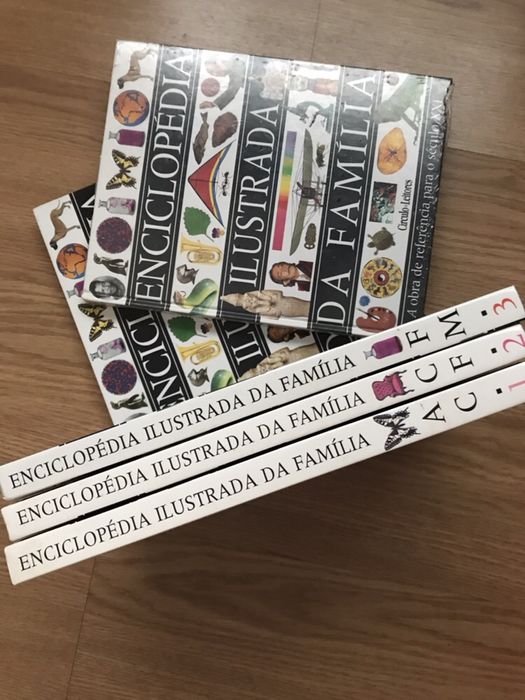 ENCICLOPÉDIA
ILUSTRADA
DA FAMÍLIA
Círculo de Leitores
A obra de referência para o século
ENCICLOPÉDIA ILUSTRADA DA FAMÍLIA F M 3
ENCICLOPÉDIA ILUSTRADA DA FAMÍLIA C F 2
ENCICLOPÉDIA ILUSTRADA DA FAMÍLIA A C 1